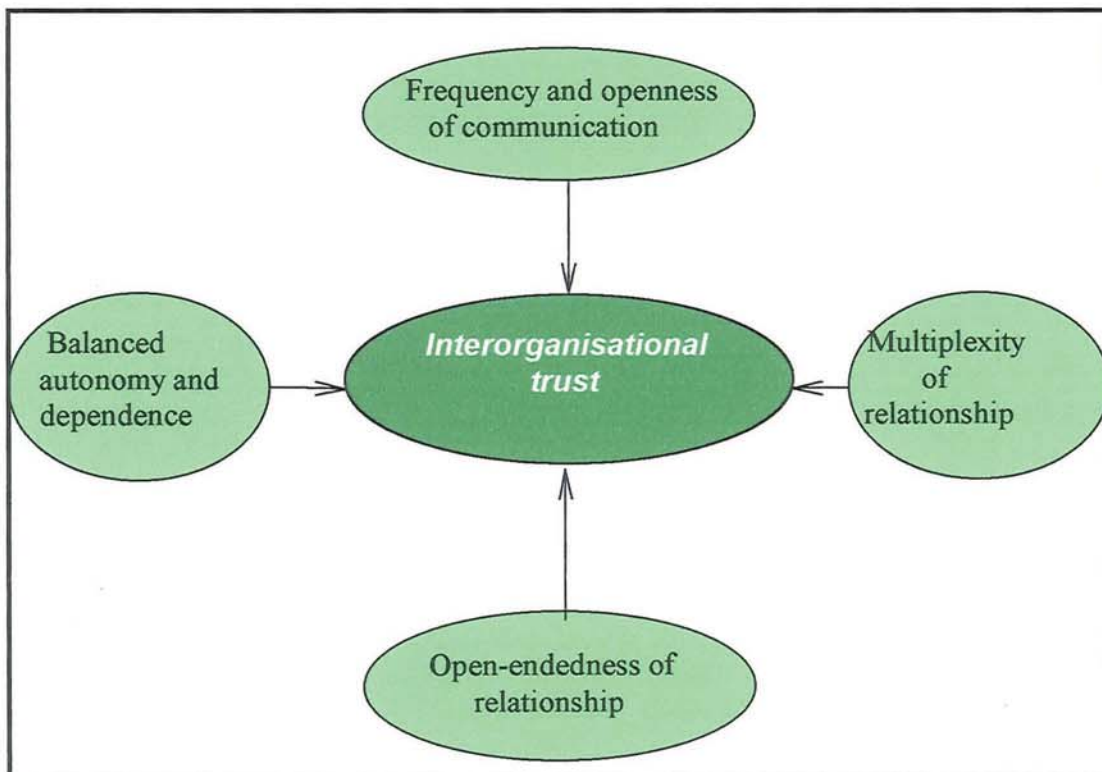 Frequency and openness
of communication
Balanced
autonomy and
dependence
Interorganisational
trust
Multiplexity
of
relationship
Open-endedness of
relationship